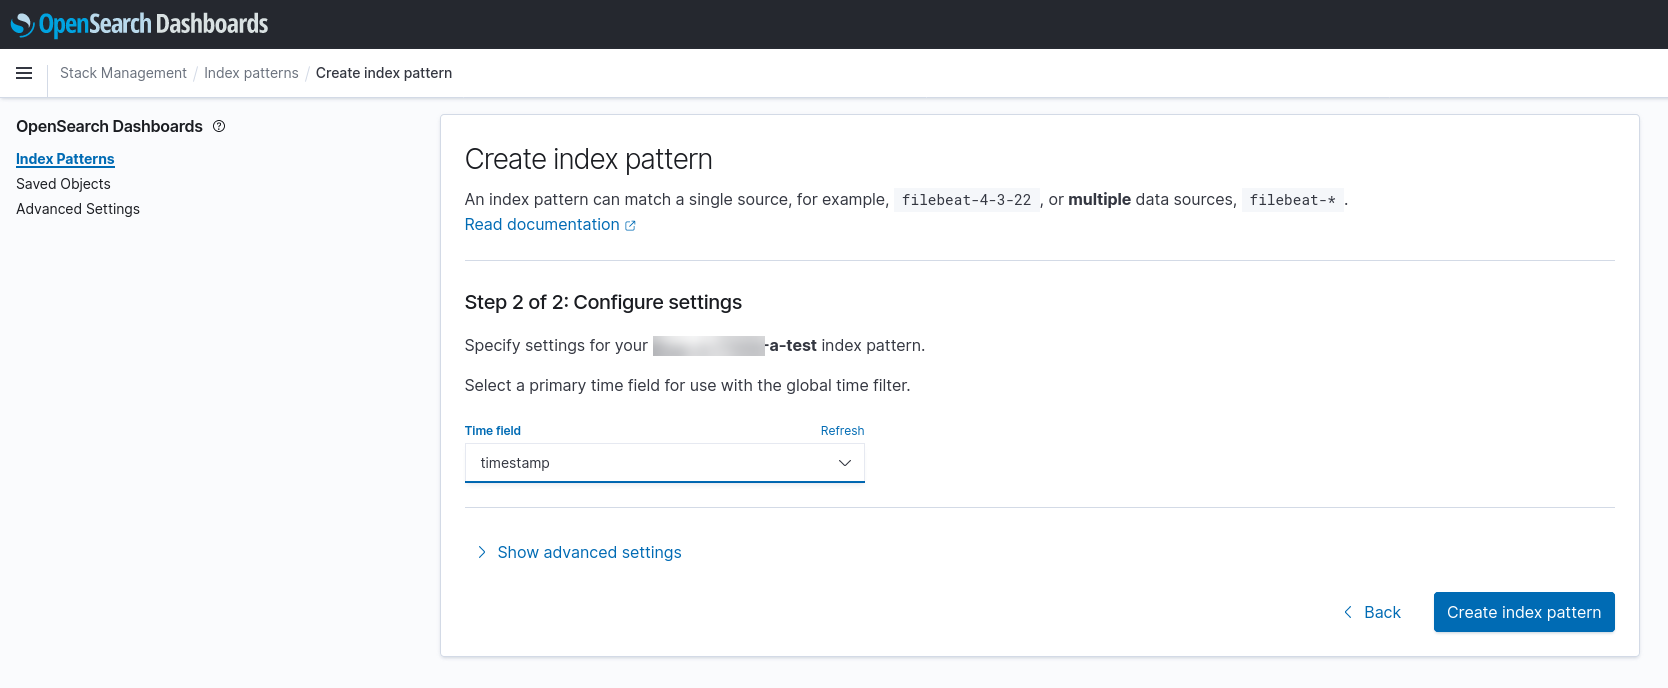 OpenSearch Dashboards
Stack Management / Index patterns / Create index pattern
OpenSearch Dashboards
Index Patterns
Saved Objects
Advanced Settings
Create index pattern
An index pattern can match a single source, for example, filebeat-4-3-22 , or multiple data sources, filebeat-* .
Read documentation
Step 2 of 2: Configure settings
Specify settings for your -a-test index pattern.
Select a primary time field for use with the global time filter.
Time field Refresh
timestamp
Show advanced settings
Back Create index pattern